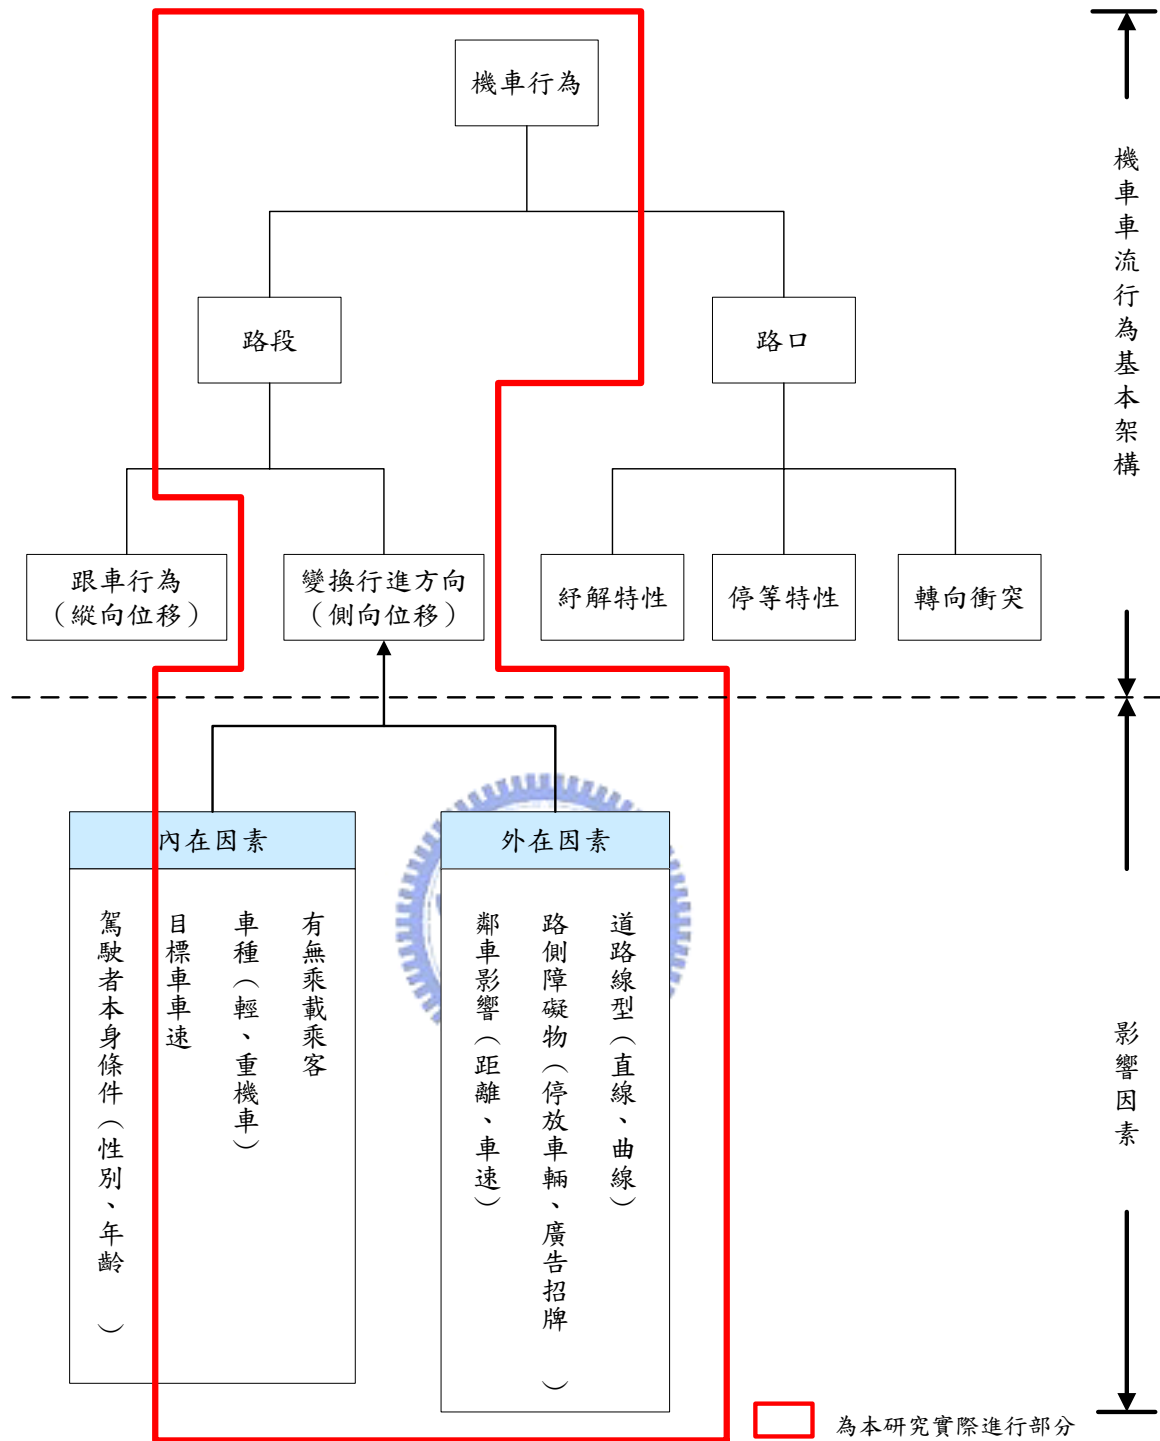 機車行為
機車車流行為基本架構
路段
路口
跟車行為
（縱向位移）
變換行進方向
（側向位移）
紓解特性
停等特性
轉向衝突
內在因素
外在因素
有無乘載乘客
車種（輕、重機車）
目標車車速
駕駛者本身條件（性別、年齡）
道路線型（直線、曲線）
路側障礙物（停放車輛、廣告招牌）
鄰車影響（距離、車速）
影響因素
為本研究實際進行部分